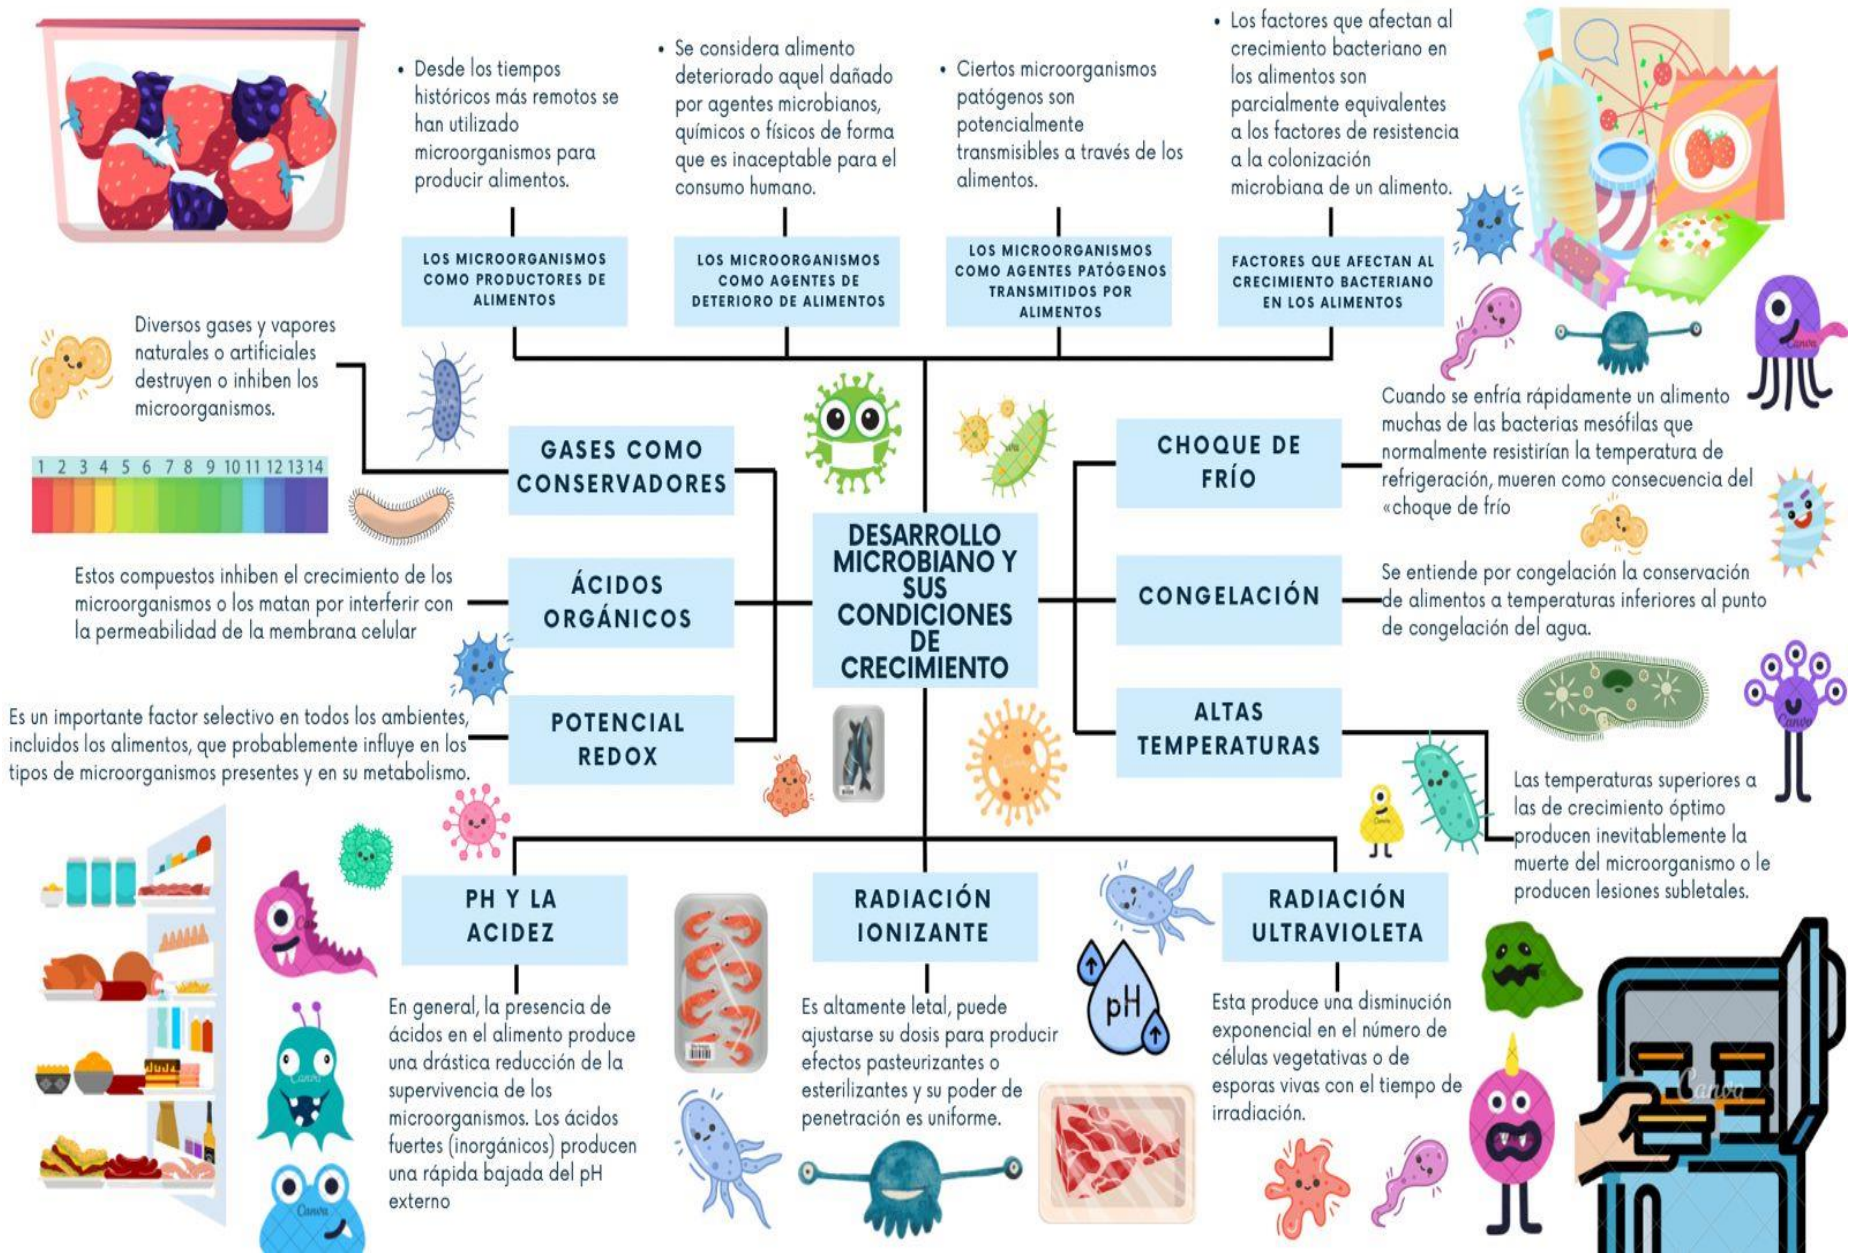 • Desde los tiempos
históricos más remotos se
han utilizado
microorganismos para
producir alimentos.
• Se considera alimento
deteriorado aquel dañado
por agentes microbianos,
químicos o físicos de forma
que es inaceptable para el
consumo humano.
• Ciertos microorganismos
patógenos son
potencialmente
transmisibles a través de los
alimentos.
• Los factores que afectan al
crecimiento bacteriano en
los alimentos son
parcialmente equivalentes
a los factores de resistencia
a la colonización
microbiana de un alimento.
LOS MICROORGANISMOS
COMO PRODUCTORES DE
ALIMENTOS
LOS MICROORGANISMOS
COMO AGENTES DE
DETERIORO DE ALIMENTOS
LOS MICROORGANISMOS
COMO AGENTES PATÓGENOS
TRANSMITIDOS POR
ALIMENTOS
FACTORES QUE AFECTAN AL
CRECIMIENTO BACTERIANO
EN LOS ALIMENTOS
Diversos gases y vapores
naturales o artificiales
destruyen o inhiben los
microorganismos.
GASES COMO
CONSERVADORES
1 2 3 4 5 6 7 8 9 10 11 12 13 14
Estos compuestos inhiben el crecimiento de los
microorganismos o los matan por interferir con
la permeabilidad de la membrana celular
ÁCIDOS
ORGÁNICOS
Es un importante factor selectivo en todos los ambientes,
incluidos los alimentos, que probablemente influye en los
tipos de microorganismos presentes y en su metabolismo.
POTENCIAL
REDOX
DESARROLLO
MICROBIANO Y
SUS
CONDICIONES
DE
CRECIMIENTO
CHOQUE DE
FRÍO
Cuando se enfría rápidamente un alimento
muchas de las bacterias mesófilas que
normalmente resistirían la temperatura de
refrigeración, mueren como consecuencia del
«choque de frío
CONGELACIÓN
Se entiende por congelación la conservación
de alimentos a temperaturas inferiores al punto
de congelación del agua.
ALTAS
TEMPERATURAS
Las temperaturas superiores a
las de crecimiento óptimo
producen inevitablemente la
muerte del microorganismo o le
producen lesiones subletales.
PH Y LA
ACIDEZ
En general, la presencia de
ácidos en el alimento produce
una drástica reducción de la
supervivencia de los
microorganismos. Los ácidos
fuertes (inorgánicos) producen
una rápida bajada del pH
externo
RADIACIÓN
IONIZANTE
Es altamente letal, puede
ajustarse su dosis para producir
efectos pasteurizantes o
esterilizantes y su poder de
penetración es uniforme.
pH
RADIACIÓN
ULTRAVIOLETA
Esta produce una disminución
exponencial en el número de
células vegetativas o de
esporas vivas con el tiempo de
irradiación.
Canva
Canva
Canva
Canva
Canva
Canva